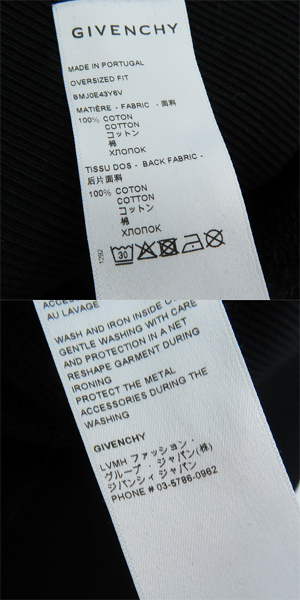 GIVENCHY
MADE IN PORTUGAL
OVERSIZED FIT
BMJ0E43Y6V
MATIÈRE - FABRIC - 面料
100% COTON
COTTON
コットン
棉
ХЛОПОК
TISSU DOS - BACK FABRIC -
后片面料
100% COTON
COTTON
コットン
棉
ХЛОПОК
1292
30
AU LAVAGE
WASH AND IRON INSIDE
GENTLE WASHING WITH CARE
AND PROTECTION IN A NET
RESHAPE GARMENT DURING
IRONING
PROTECT THE METAL
ACCESSORIES DURING THE
WASHING
GIVENCHY
LVMH ファッション・
グループ・ジャパン(株)
ジバンシィ ジャパン
PHONE # 03-5786-0962